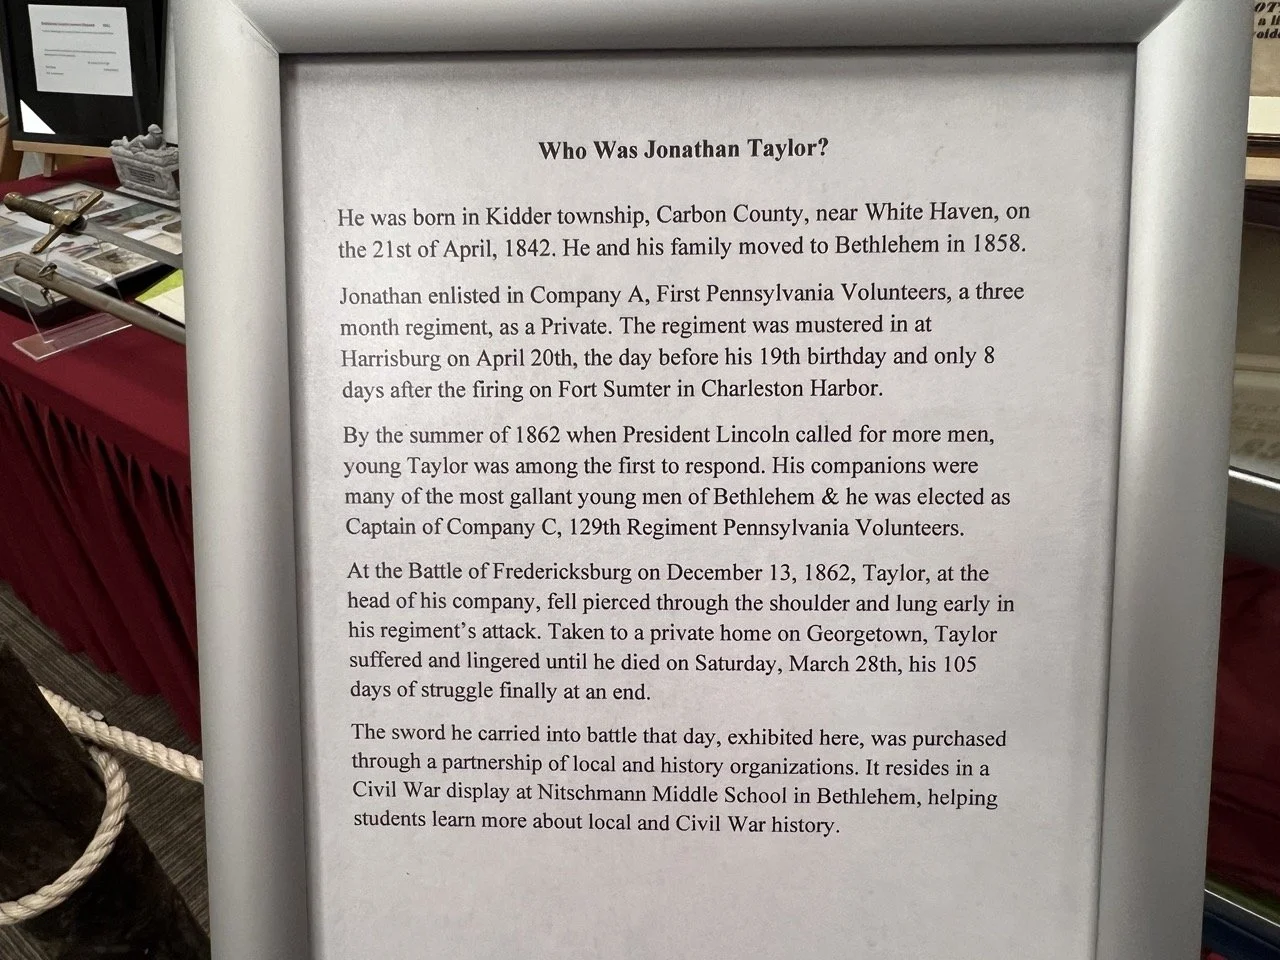 Who Was Jonathan Taylor?
He was born in Kidder township, Carbon County, near White Haven, on
the 21st of April, 1842. He and his family moved to Bethlehem in 1858.
Jonathan enlisted in Company A, First Pennsylvania Volunteers, a three
month regiment, as a Private. The regiment was mustered in at
Harrisburg on April 20th, the day before his 19th birthday and only 8
days after the firing on Fort Sumter in Charleston Harbor.
By the summer of 1862 when President Lincoln called for more men,
young Taylor was among the first to respond. His companions were
many of the most gallant young men of Bethlehem & he was elected as
Captain of Company C, 129th Regiment Pennsylvania Volunteers.
At the Battle of Fredericksburg on December 13, 1862, Taylor, at the
head of his company, fell pierced through the shoulder and lung early in
his regiment's attack. Taken to a private home on Georgetown, Taylor
suffered and lingered until he died on Saturday, March 28th, his 105
days of struggle finally at an end.
The sword he carried into battle that day, exhibited here, was purchased
through a partnership of local and history organizations. It resides in a
Civil War display at Nitschmann Middle School in Bethlehem, helping
students learn more about local and Civil War history.